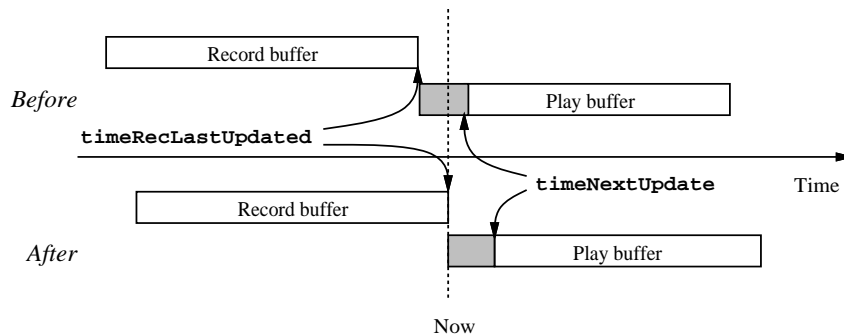 Record buffer
Before
Play buffer
timeRecLastUpdated
timeNextUpdate
Time
Record buffer
After
Play buffer
Now